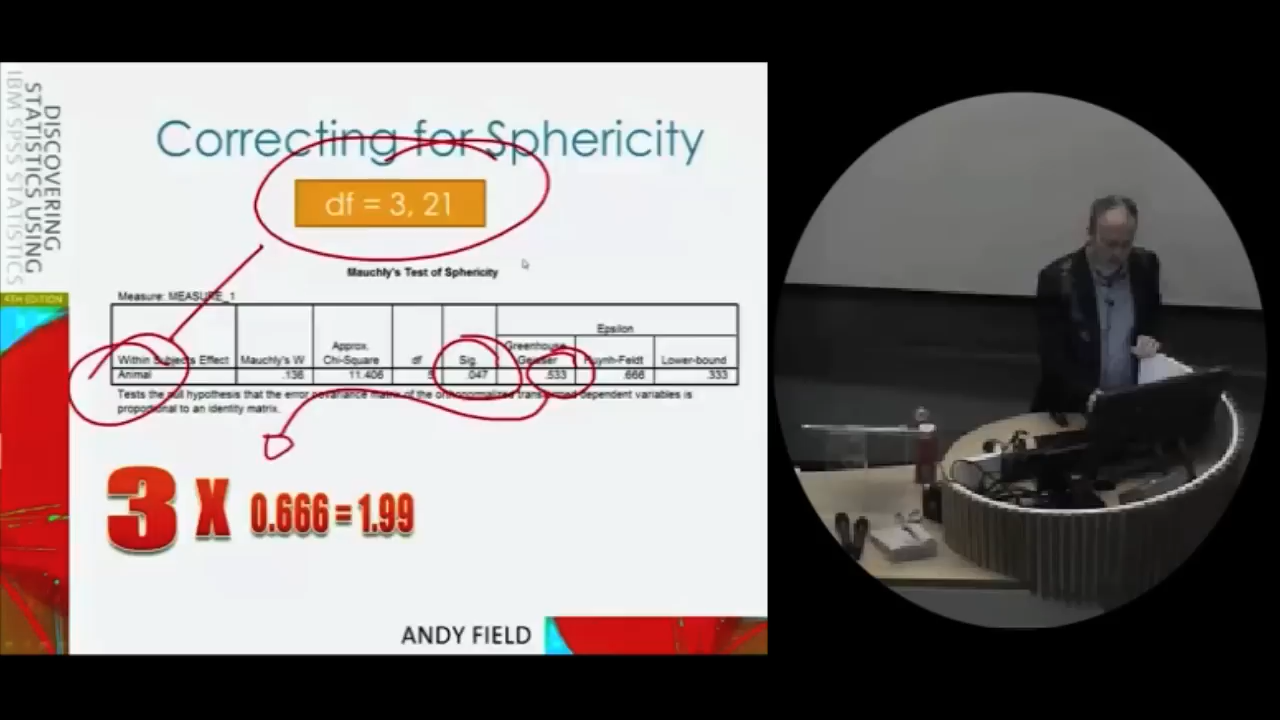 DISCOVERING
STATISTICS USING
IBM SPSS STATISTICS
4TH EDITION
Correcting for Sphericity
df = 3, 21
Mauchly's Test of Sphericity
Measure: MEASURE_1
Epsilon
Within Subjects Effect Mauchly's W Approx. Chi-Square df Sig. Greenhouse-Geisser Huynh-Feldt Lower-bound
Animal .136 11.406 5 .047 .533 .666 .333
Tests the null hypothesis that the error covariance matrix of the orthonormalized transformed dependent variables is
proportional to an identity matrix.
3 X 0.666 = 1.99
ANDY FIELD